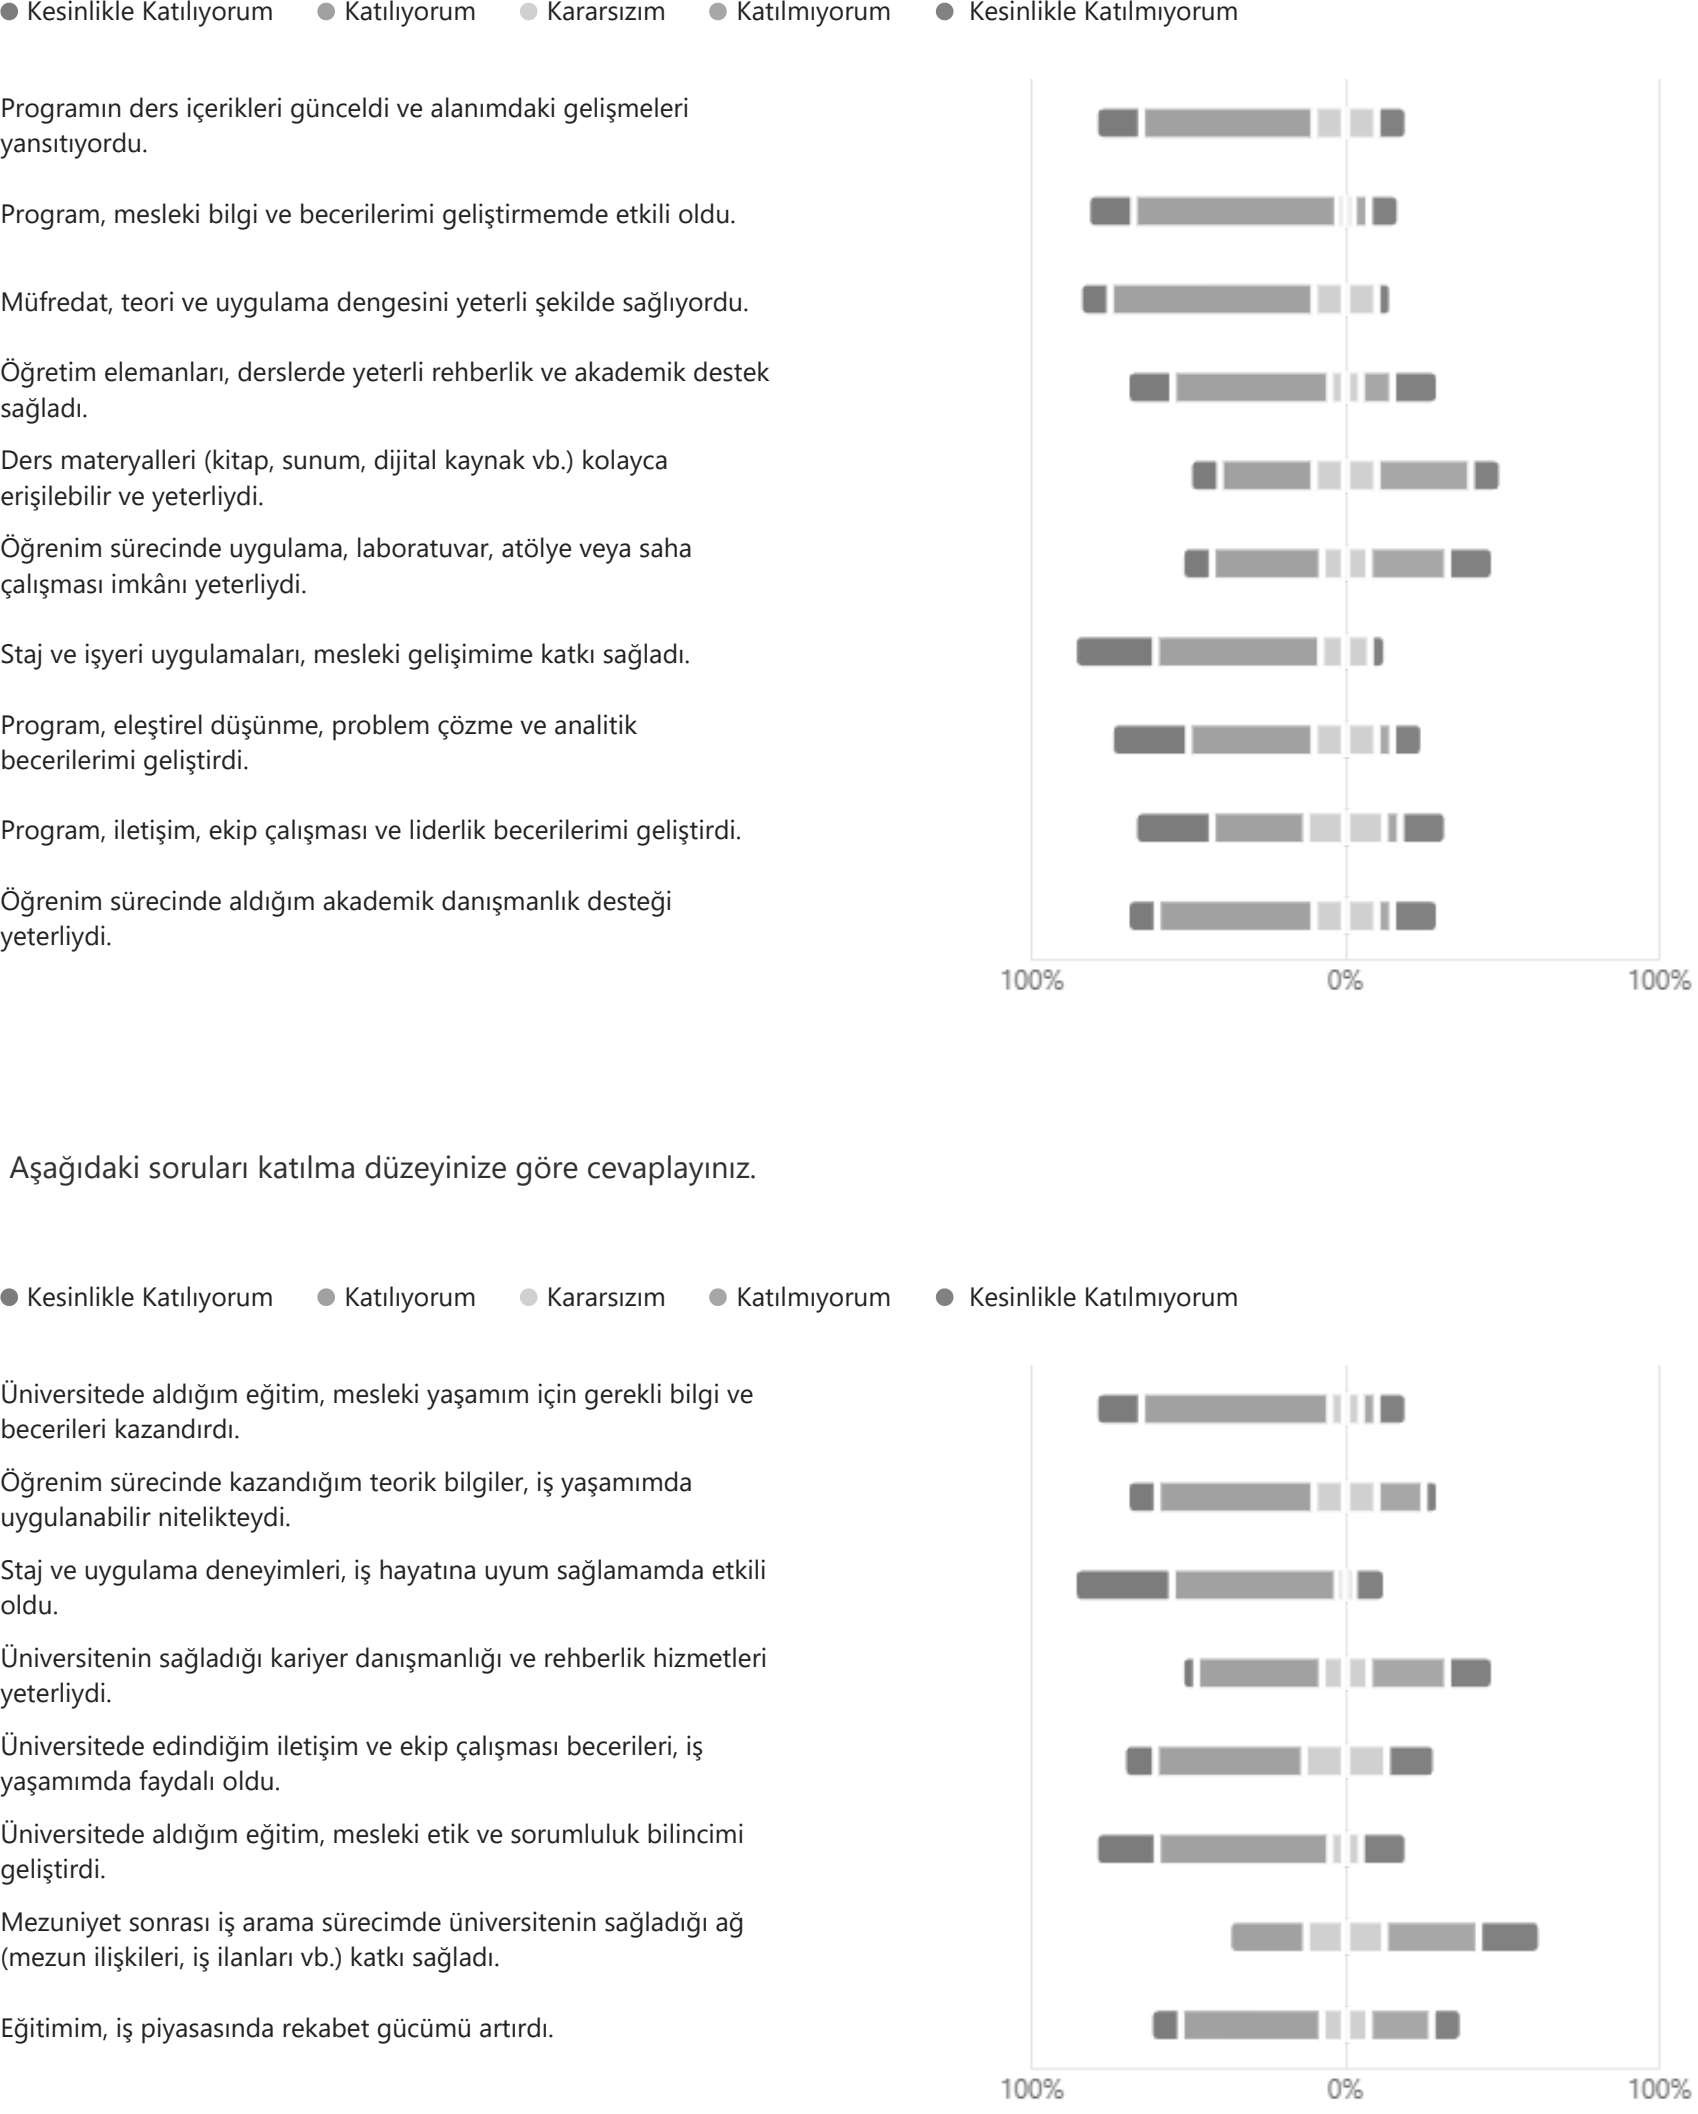 Kesinlikle Katılıyorum Katılıyorum Kararsızım Katılmıyorum Kesinlikle Katılmıyorum
Programın ders içerikleri günceldi ve alanımdaki gelişmeleri
yansıtıyordu.
Program, mesleki bilgi ve becerilerimi geliştirmemde etkili oldu.
Müfredat, teori ve uygulama dengesini yeterli şekilde sağlıyordu.
Öğretim elemanları, derslerde yeterli rehberlik ve akademik destek
sağladı.
Ders materyalleri (kitap, sunum, dijital kaynak vb.) kolayca
erişilebilir ve yeterliydi.
Öğrenim sürecinde uygulama, laboratuvar, atölye veya saha
çalışması imkânı yeterliydi.
Staj ve işyeri uygulamaları, mesleki gelişimime katkı sağladı.
Program, eleştirel düşünme, problem çözme ve analitik
becerilerimi geliştirdi.
Program, iletişim, ekip çalışması ve liderlik becerilerimi geliştirdi.
Öğrenim sürecinde aldığım akademik danışmanlık desteği
yeterliydi.
100% 0% 100%
Aşağıdaki soruları katılma düzeyinize göre cevaplayınız.
Kesinlikle Katılıyorum Katılıyorum Kararsızım Katılmıyorum Kesinlikle Katılmıyorum
Üniversitede aldığım eğitim, mesleki yaşamım için gerekli bilgi ve
becerileri kazandırdı.
Öğrenim sürecinde kazandığım teorik bilgiler, iş yaşamımda
uygulanabilir nitelikteydi.
Staj ve uygulama deneyimleri, iş hayatına uyum sağlamamda etkili
oldu.
Üniversitenin sağladığı kariyer danışmanlığı ve rehberlik hizmetleri
yeterliydi.
Üniversitede edindiğim iletişim ve ekip çalışması becerileri, iş
yaşamımda faydalı oldu.
Üniversitede aldığım eğitim, mesleki etik ve sorumluluk bilincimi
geliştirdi.
Mezuniyet sonrası iş arama sürecimde üniversitenin sağladığı ağ
(mezun ilişkileri, iş ilanları vb.) katkı sağladı.
Eğitimim, iş piyasasında rekabet gücümü artırdı.
100% 0% 100%